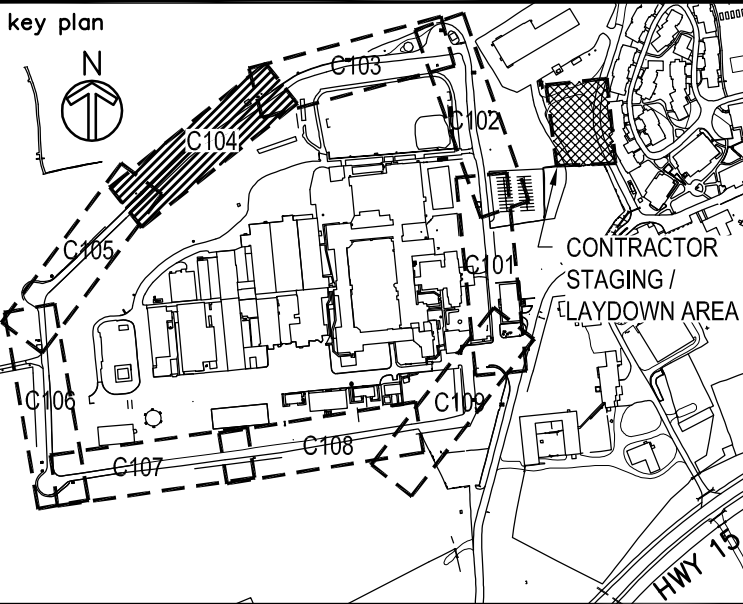 key plan
N
C103
C102
C104
C105
C101
CONTRACTOR
STAGING /
LAYDOWN AREA
C106
C109
C108
C107
HWY 15